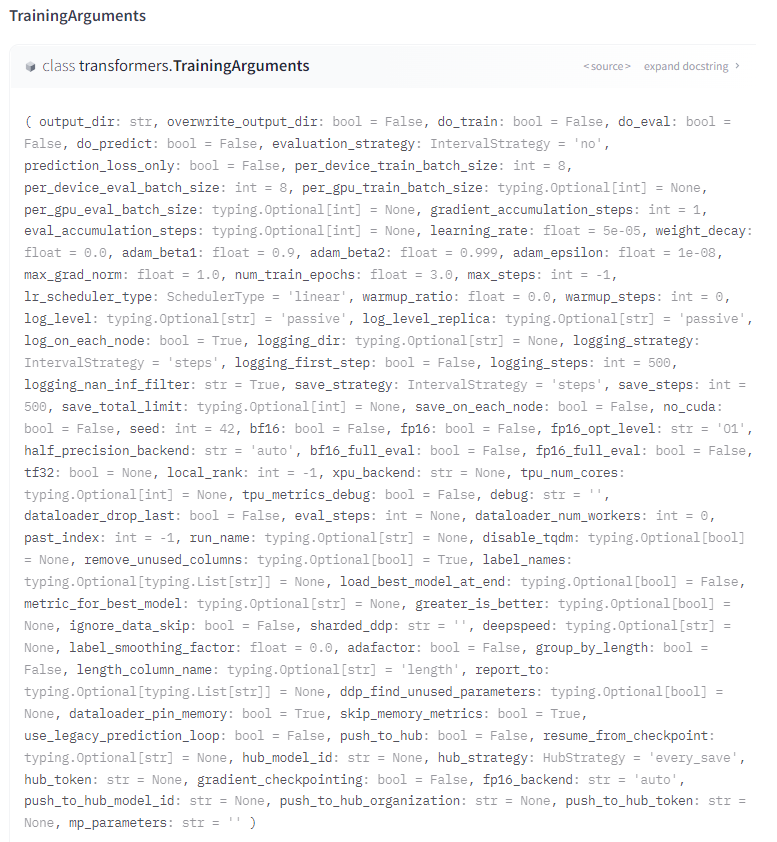 TrainingArguments
class transformers.TrainingArguments
<source> expand docstring
( output_dir: str, overwrite_output_dir: bool = False, do_train: bool = False, do_eval: bool =
False, do_predict: bool = False, evaluation_strategy: IntervalStrategy = 'no',
prediction_loss_only: bool = False, per_device_train_batch_size: int = 8,
per_device_eval_batch_size: int = 8, per_gpu_train_batch_size: typing.Optional[int] = None,
per_gpu_eval_batch_size: typing.Optional[int] = None, gradient_accumulation_steps: int = 1,
eval_accumulation_steps: typing.Optional[int] = None, learning_rate: float = 5e-05, weight_decay:
float = 0.0, adam_beta1: float = 0.9, adam_beta2: float = 0.999, adam_epsilon: float = 1e-08,
max_grad_norm: float = 1.0, num_train_epochs: float = 3.0, max_steps: int = -1,
lr_scheduler_type: SchedulerType = 'linear', warmup_ratio: float = 0.0, warmup_steps: int = 0,
log_level: typing.Optional[str] = 'passive', log_level_replica: typing.Optional[str] = 'passive',
log_on_each_node: bool = True, logging_dir: typing.Optional[str] = None, logging_strategy:
IntervalStrategy = 'steps', logging_first_step: bool = False, logging_steps: int = 500,
logging_nan_inf_filter: str = True, save_strategy: IntervalStrategy = 'steps', save_steps: int =
500, save_total_limit: typing.Optional[int] = None, save_on_each_node: bool = False, no_cuda:
bool = False, seed: int = 42, bf16: bool = False, fp16: bool = False, fp16_opt_level: str = 'O1',
half_precision_backend: str = 'auto', bf16_full_eval: bool = False, fp16_full_eval: bool = False,
tf32: bool = None, local_rank: int = -1, xpu_backend: str = None, tpu_num_cores:
typing.Optional[int] = None, tpu_metrics_debug: bool = False, debug: str = '',
dataloader_drop_last: bool = False, eval_steps: int = None, dataloader_num_workers: int = 0,
past_index: int = -1, run_name: typing.Optional[str] = None, disable_tqdm: typing.Optional[bool]
= None, remove_unused_columns: typing.Optional[bool] = True, label_names:
typing.Optional[typing.List[str]] = None, load_best_model_at_end: typing.Optional[bool] = False,
metric_for_best_model: typing.Optional[str] = None, greater_is_better: typing.Optional[bool] =
None, ignore_data_skip: bool = False, sharded_ddp: str = '', deepspeed: typing.Optional[str] =
None, label_smoothing_factor: float = 0.0, adafactor: bool = False, group_by_length: bool =
False, length_column_name: typing.Optional[str] = 'length', report_to:
typing.Optional[typing.List[str]] = None, ddp_find_unused_parameters: typing.Optional[bool] =
None, dataloader_pin_memory: bool = True, skip_memory_metrics: bool = True,
use_legacy_prediction_loop: bool = False, push_to_hub: bool = False, resume_from_checkpoint:
typing.Optional[str] = None, hub_model_id: str = None, hub_strategy: HubStrategy = 'every_save',
hub_token: str = None, gradient_checkpointing: bool = False, fp16_backend: str = 'auto',
push_to_hub_model_id: str = None, push_to_hub_organization: str = None, push_to_hub_token: str =
None, mp_parameters: str = '' )